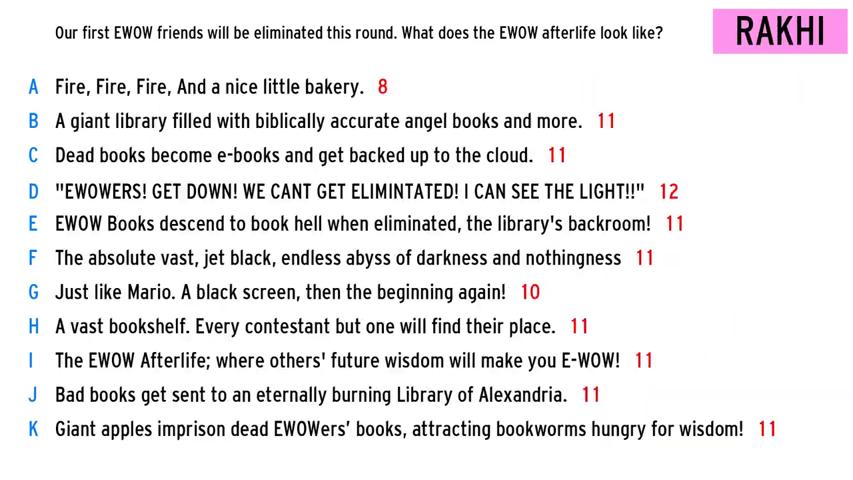 Our first EWOW friends will be eliminated this round. What does the EWOW afterlife look like?
RAKHI
A Fire, Fire, Fire, And a nice little bakery. 8
B A giant library filled with biblically accurate angel books and more. 11
C Dead books become e-books and get backed up to the cloud. 11
D "EWOWERS! GET DOWN! WE CANT GET ELIMINTATED! I CAN SEE THE LIGHT!!" 12
E EWOW Books descend to book hell when eliminated, the library's backroom! 11
F The absolute vast, jet black, endless abyss of darkness and nothingness 11
G Just like Mario. A black screen, then the beginning again! 10
H A vast bookshelf. Every contestant but one will find their place. 11
I The EWOW Afterlife; where others' future wisdom will make you E-WOW! 11
J Bad books get sent to an eternally burning Library of Alexandria. 11
K Giant apples imprison dead EWOWers’ books, attracting bookworms hungry for wisdom! 11